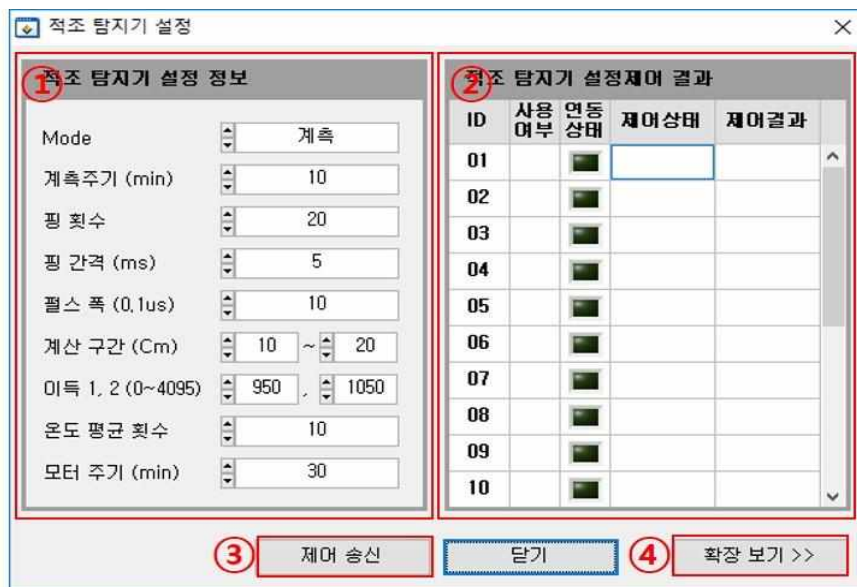 적조 탐지기 설정
① 적조 탐지기 설정 정보
Mode 계측
계측주기 (min) 10
핑 횟수 20
핑 간격 (ms) 5
펄스 폭 (0,1us) 10
계산 구간 (Cm) 10 ~ 20
이득 1, 2 (0~4095) 950 , 1050
온도 평균 횟수 10
모터 주기 (min) 30
② 적조 탐지기 설정제어 결과
ID 사용여부 연동상태 제어상태 제어결과
01
02
03
04
05
06
07
08
09
10
③ 제어 송신
닫기
④ 확장 보기 >>